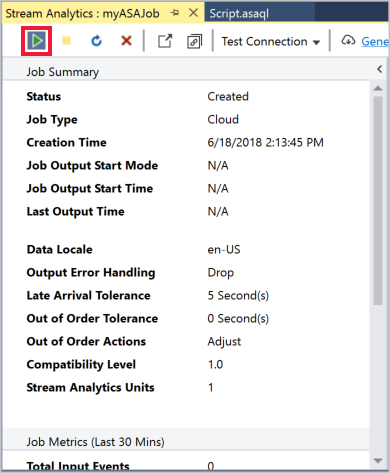 Stream Analytics : myASAJob Script.asaql
Test Connection Gene
Job Summary
Status Created
Job Type Cloud
Creation Time 6/18/2018 2:13:45 PM
Job Output Start Mode N/A
Job Output Start Time N/A
Last Output Time N/A
Data Locale en-US
Output Error Handling Drop
Late Arrival Tolerance 5 Second(s)
Out of Order Tolerance 0 Second(s)
Out of Order Actions Adjust
Compatibility Level 1.0
Stream Analytics Units 1
Job Metrics (Last 30 Mins)
Total Input Events 0